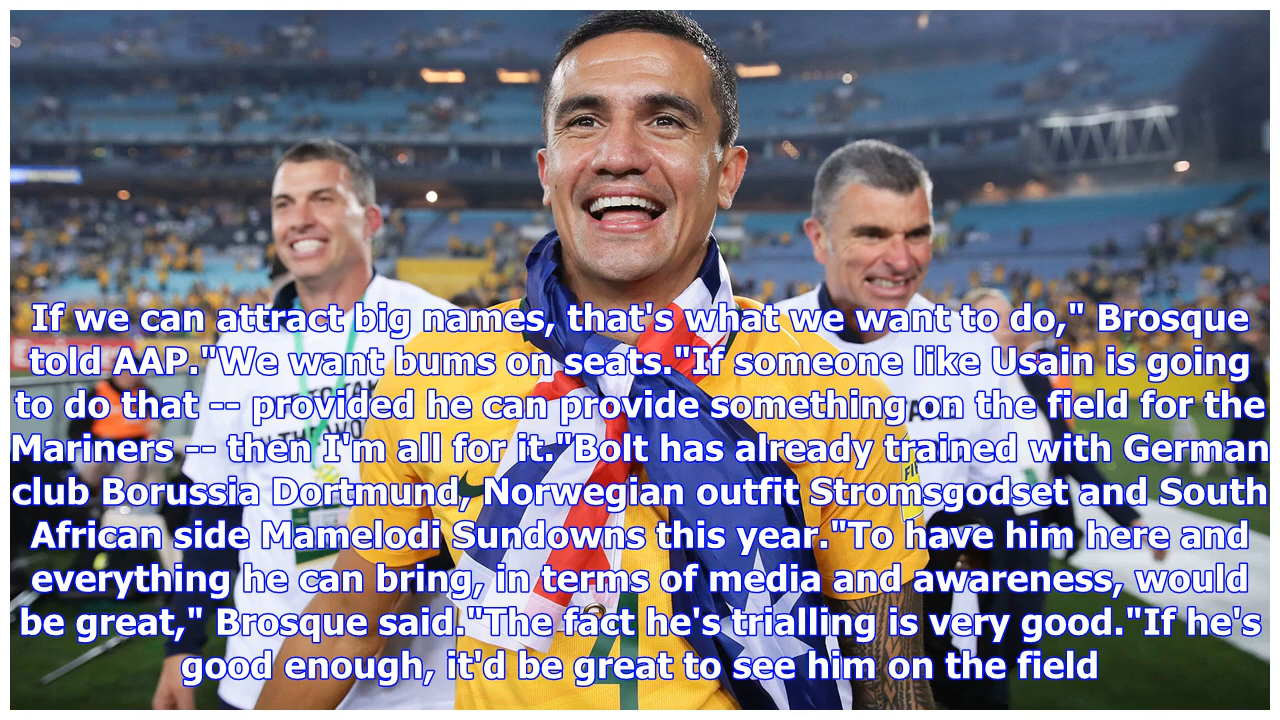 If we can attract big names, that's what we want to do," Brosque
told AAP."We want bums on seats."If someone like Usain is going
to do that -- provided he can provide something on the field for the
Mariners -- then I'm all for it."Bolt has already trained with German
club Borussia Dortmund, Norwegian outfit Stromsgodset and South
African side Mamelodi Sundowns this year."To have him here and
everything he can bring, in terms of media and awareness, would
be great," Brosque said."The fact he's trialling is very good."If he's
good enough, it'd be great to see him on the field